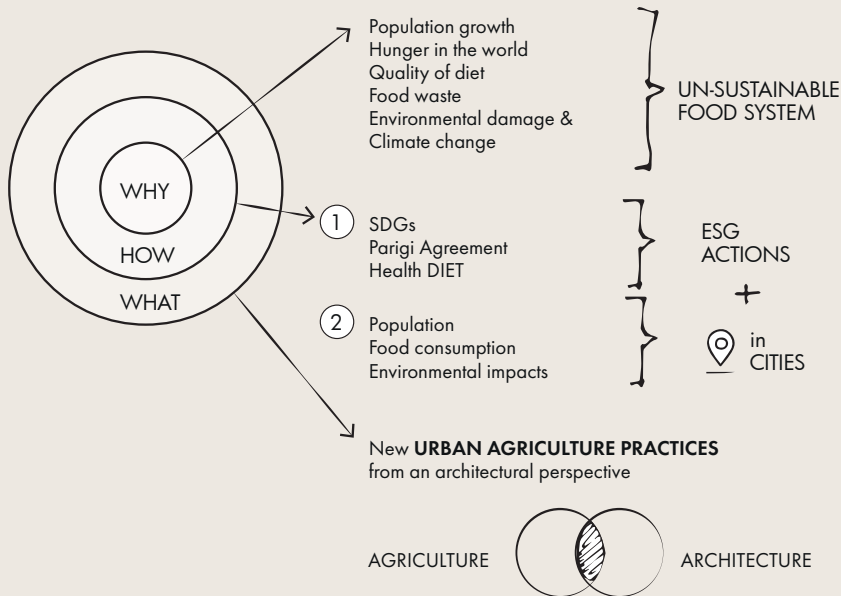 WHY
HOW
WHAT
Population growth
Hunger in the world
Quality of diet
Food waste
Environmental damage &
Climate change
UN-SUSTAINABLE
FOOD SYSTEM
1
SDGs
Parigi Agreement
Health DIET
ESG
ACTIONS
+
2
Population
Food consumption
Environmental impacts
in
CITIES
New URBAN AGRICULTURE PRACTICES
from an architectural perspective
AGRICULTURE
ARCHITECTURE